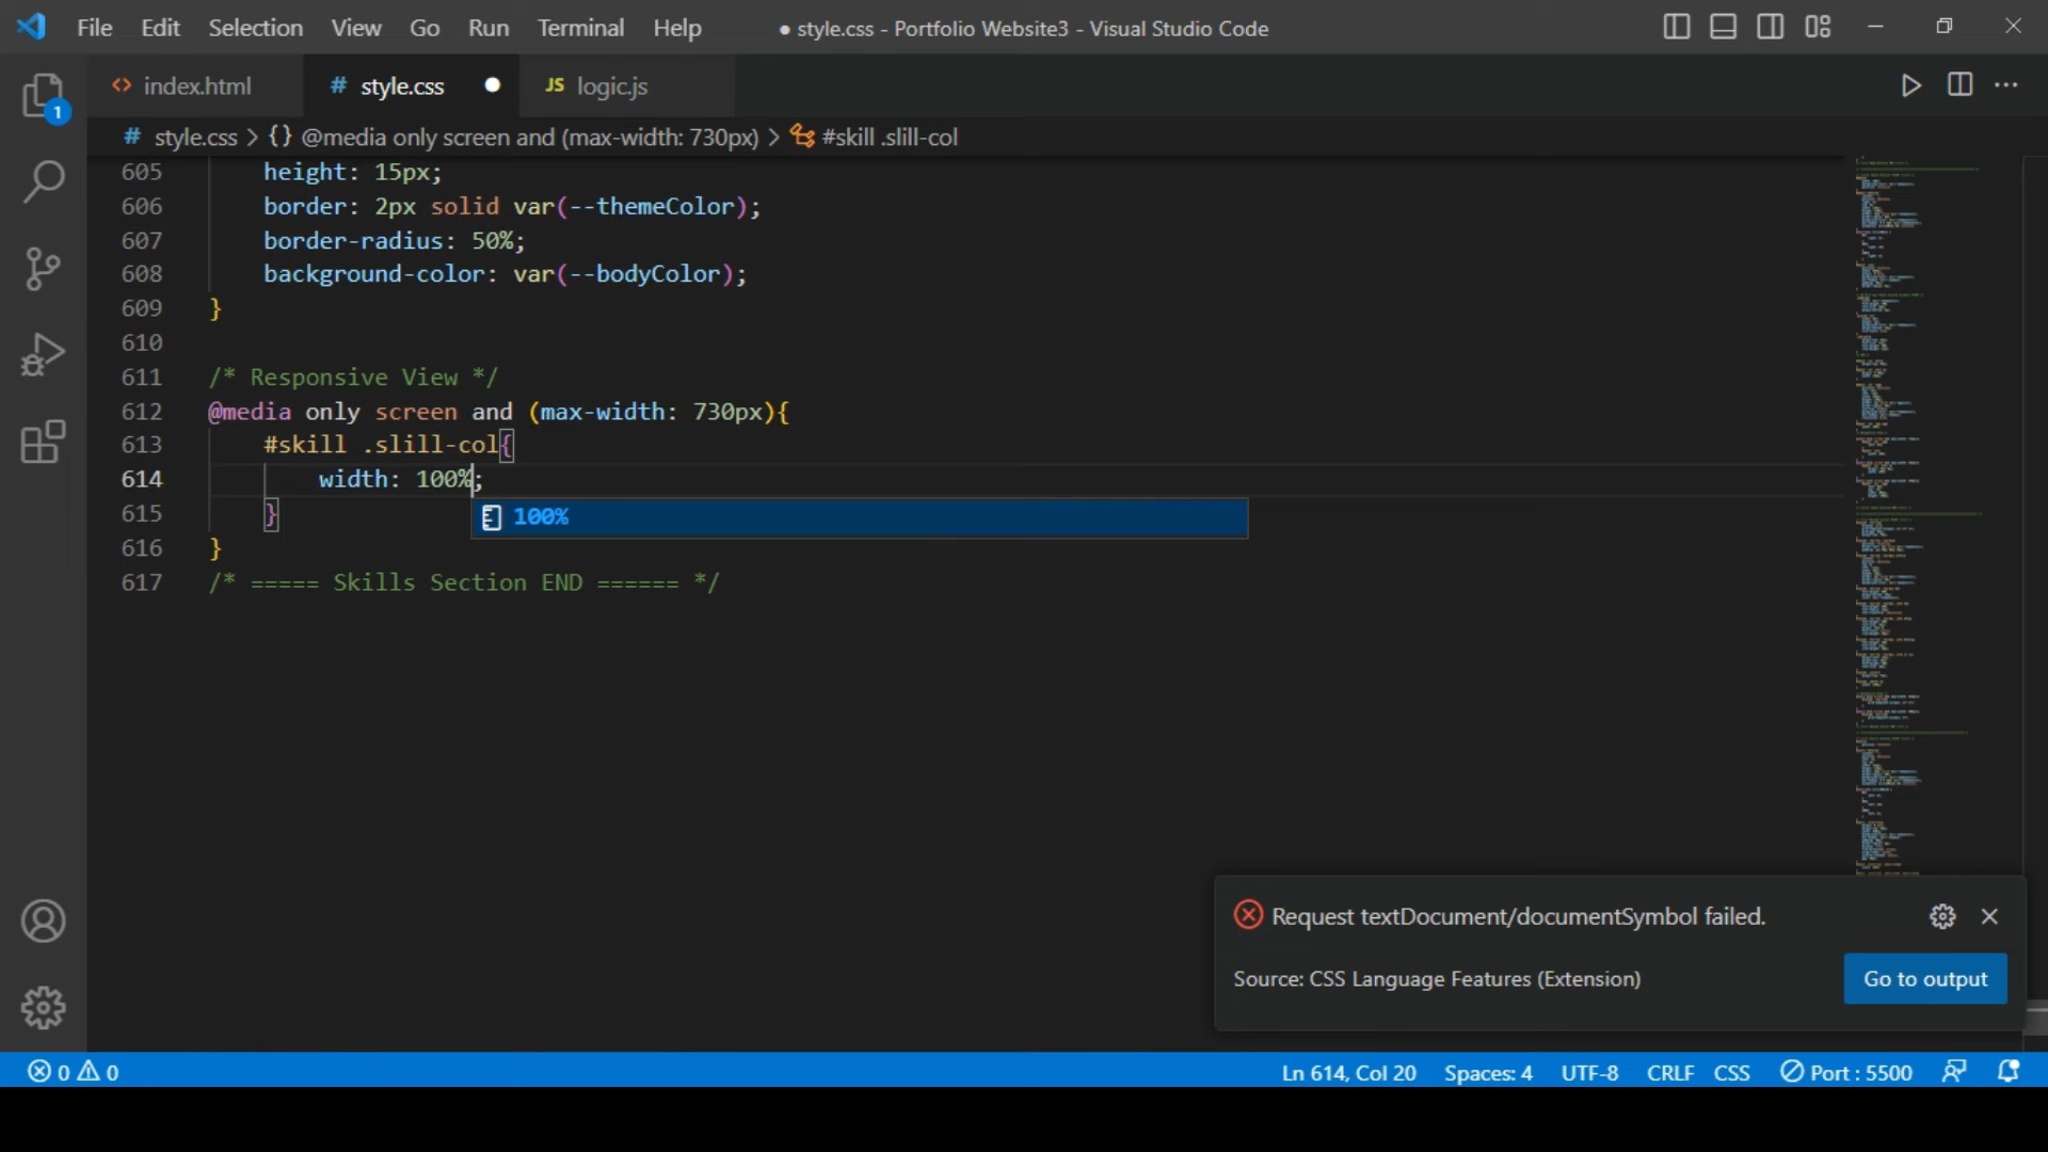 File Edit Selection View Go Run Terminal Help ● style.css - Portfolio Website3 - Visual Studio Code
<> index.html # style.css ● JS logic.js
# style.css > {} @media only screen and (max-width: 730px) > #skill .slill-col
1
605 height: 15px;
606 border: 2px solid var(--themeColor);
607 border-radius: 50%;
608 background-color: var(--bodyColor);
609 }
610
611 /* Responsive View */
612 @media only screen and (max-width: 730px){
613 #skill .slill-col{
614 width: 100%;
100%
615 }
616 }
617 /* ===== Skills Section END ====== */
Request textDocument/documentSymbol failed.
Source: CSS Language Features (Extension)
Go to output
0 0 Ln 614, Col 20 Spaces: 4 UTF-8 CRLF CSS Port : 5500